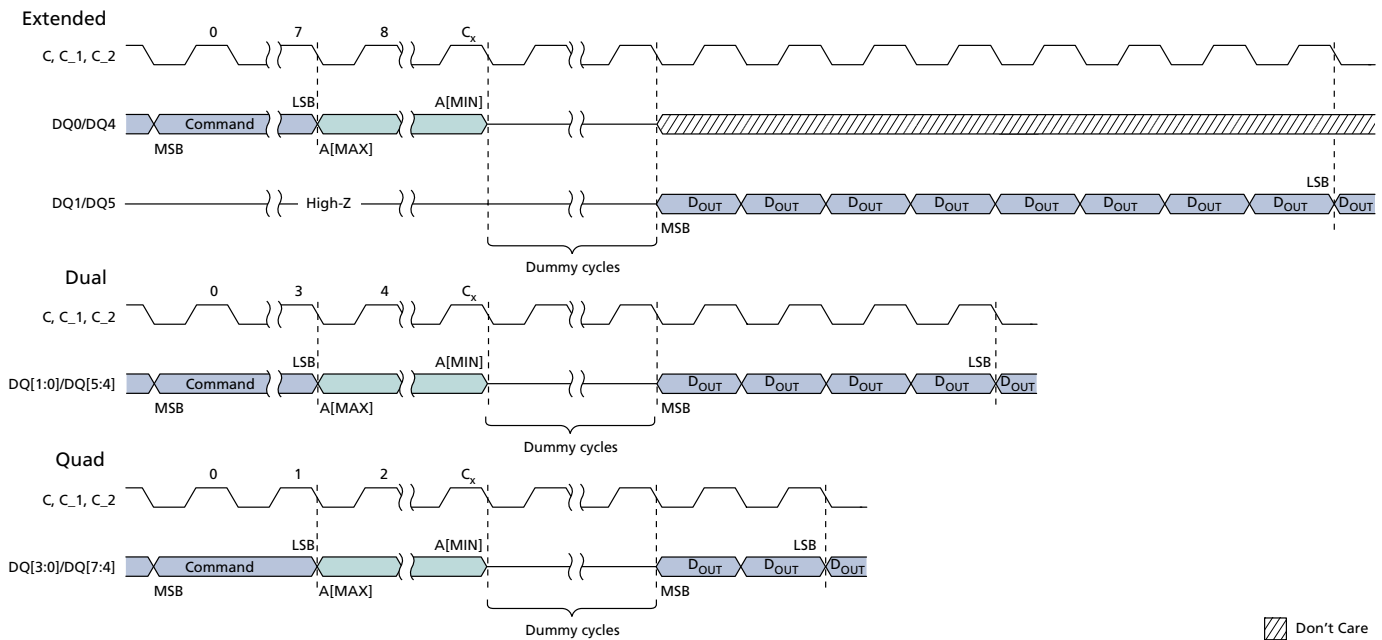 Extended
0 7 8 Cx
C, C_1, C_2
LSB A[MIN]
DQ0/DQ4 Command
MSB A[MAX]
LSB
DQ1/DQ5 High-Z DOUT DOUT DOUT DOUT DOUT DOUT DOUT DOUT DOUT
MSB
Dummy cycles
Dual
0 3 4 Cx
C, C_1, C_2
LSB A[MIN] LSB
DQ[1:0]/DQ[5:4] Command DOUT DOUT DOUT DOUT DOUT
MSB A[MAX] MSB
Dummy cycles
Quad
0 1 2 Cx
C, C_1, C_2
LSB A[MIN] LSB
DQ[3:0]/DQ[7:4] Command DOUT DOUT DOUT
MSB A[MAX] MSB
Dummy cycles
Don't Care